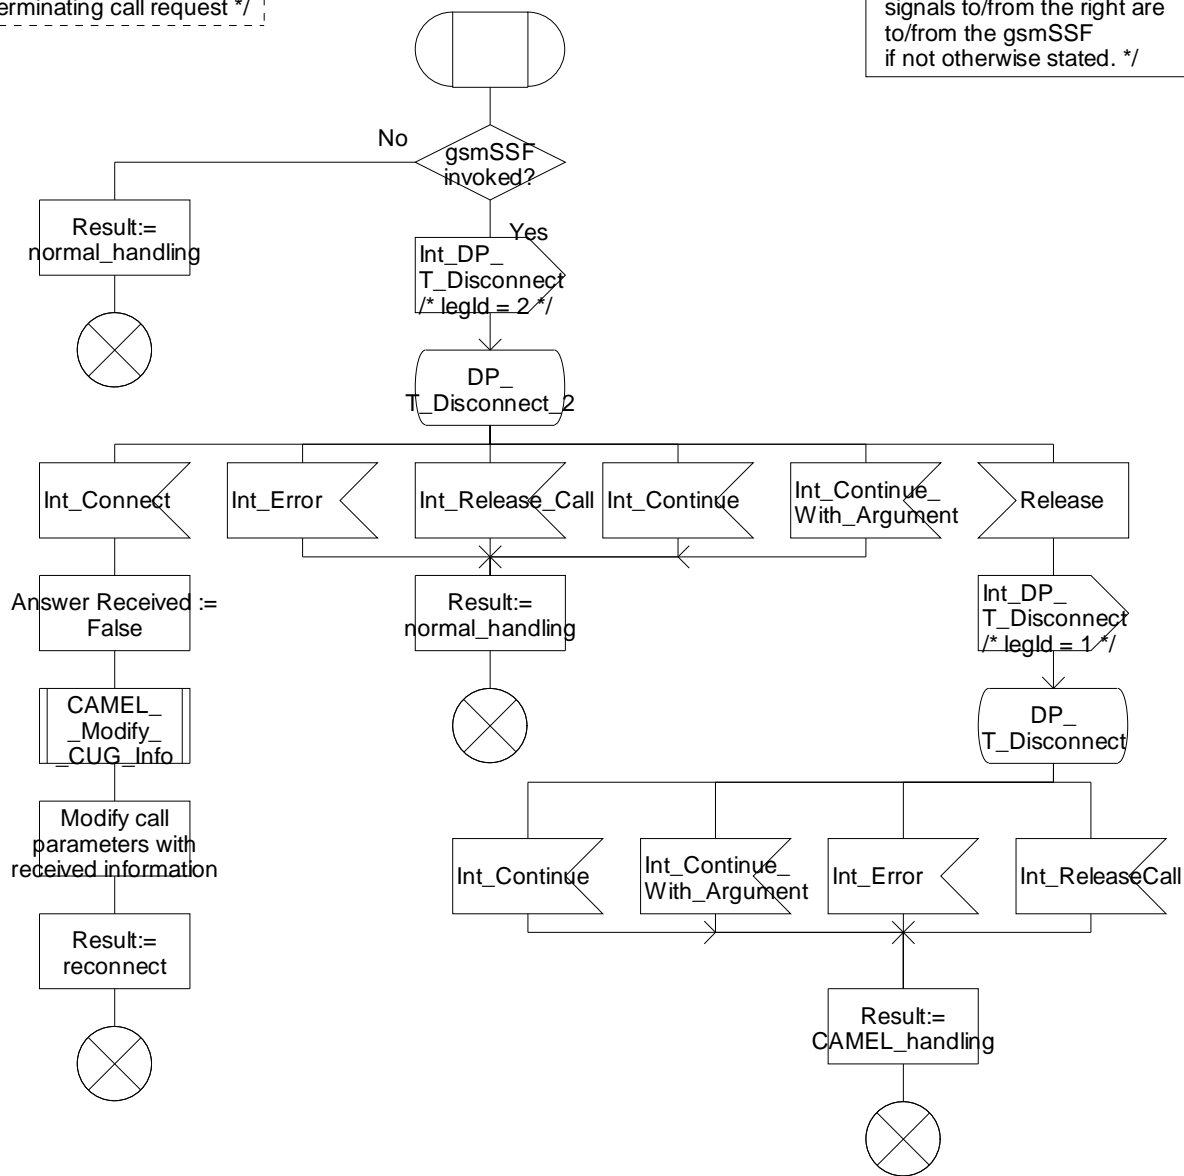 erminating call request */
signals to/from the right are
to/from the gsmSSF
if not otherwise stated. */
No
gsmSSF
invoked?
Yes
Result:=
normal_handling
Int_DP_
T_Disconnect
/* legId = 2 */
DP_
T_Disconnect_2
Int_Connect
Int_Error
Int_Release_Call
Int_Continue
Int_Continue_
With_Argument
Release
Answer Received :=
False
Result:=
normal_handling
Int_DP_
T_Disconnect
/* legId = 1 */
CAMEL_
_Modify_
_CUG_Info
DP_
T_Disconnect
Modify call
parameters with
received information
Int_Continue
Int_Continue_
With_Argument
Int_Error
Int_ReleaseCall
Result:=
reconnect
Result:=
CAMEL_handling